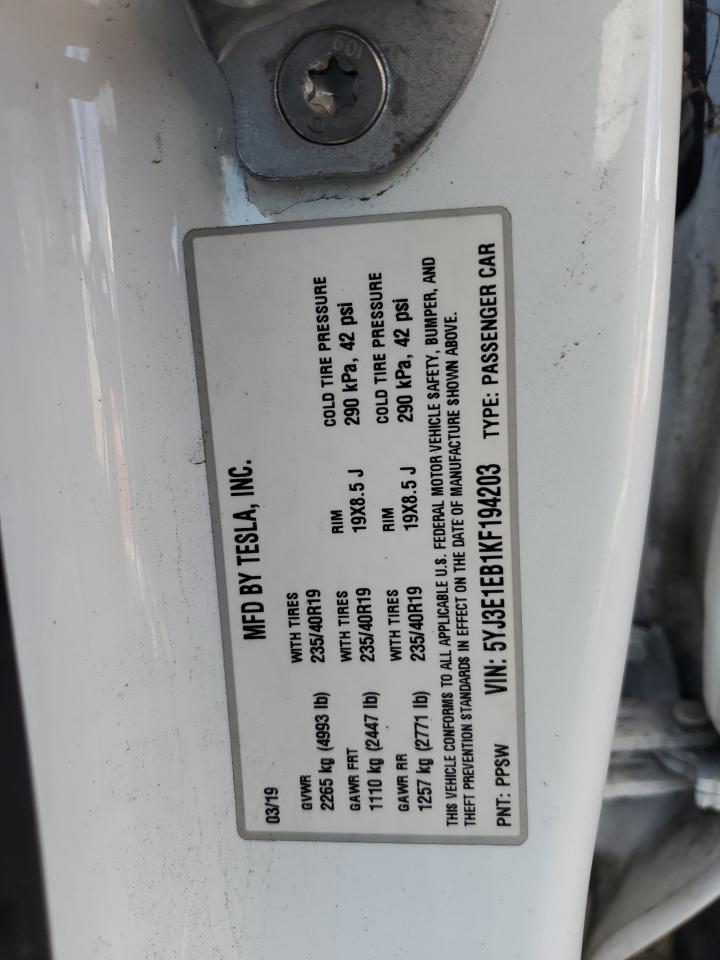 MFD BY TESLA, INC.
03/19
GVWR WITH TIRES RIM COLD TIRE PRESSURE
2265 kg (4993 lb) 235/40R19 19X8.5 J 290 kPa, 42 psi
GAWR FRT WITH TIRES RIM COLD TIRE PRESSURE
1110 kg (2447 lb) 235/40R19 19X8.5 J 290 kPa, 42 psi
GAWR RR WITH TIRES
1257 kg (2771 lb) 235/40R19
THIS VEHICLE CONFORMS TO ALL APPLICABLE U.S. FEDERAL MOTOR VEHICLE SAFETY, BUMPER, AND
THEFT PREVENTION STANDARDS IN EFFECT ON THE DATE OF MANUFACTURE SHOWN ABOVE.
PNT: PPSW VIN: 5YJ3E1EB1KF194203 TYPE: PASSENGER CAR